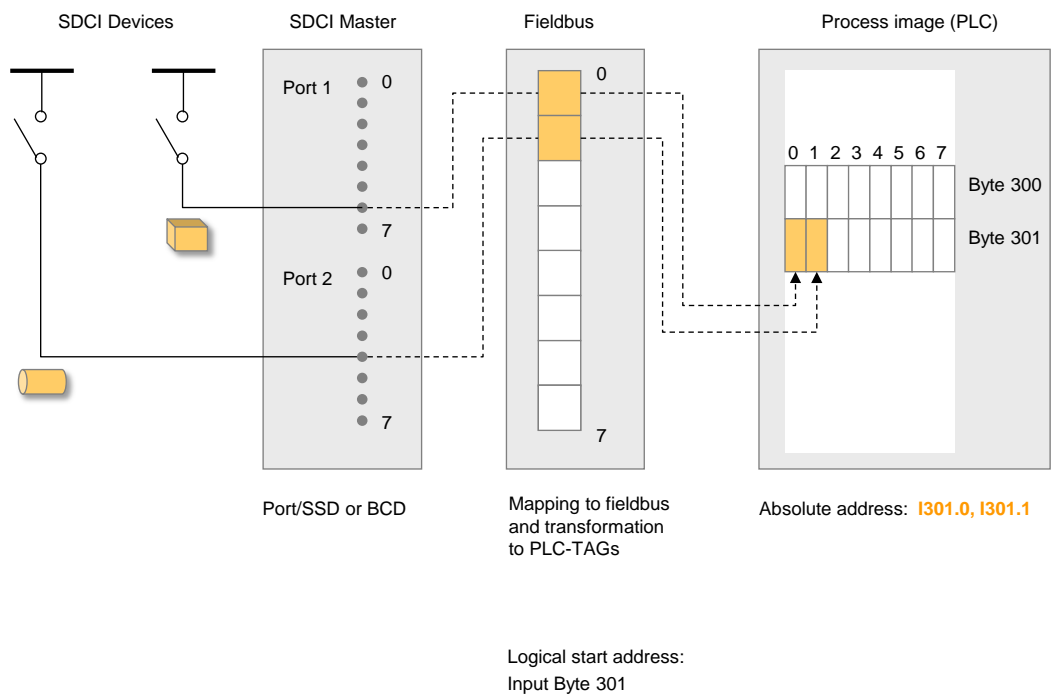 SDCI Devices
SDCI Master
Fieldbus
Process image (PLC)
Port 1
0
7
Port 2
0
7
0
7
0 1 2 3 4 5 6 7
Byte 300
Byte 301
Port/SSD or BCD
Mapping to fieldbus
and transformation
to PLC-TAGs
Absolute address: I301.0, I301.1
Logical start address:
Input Byte 301